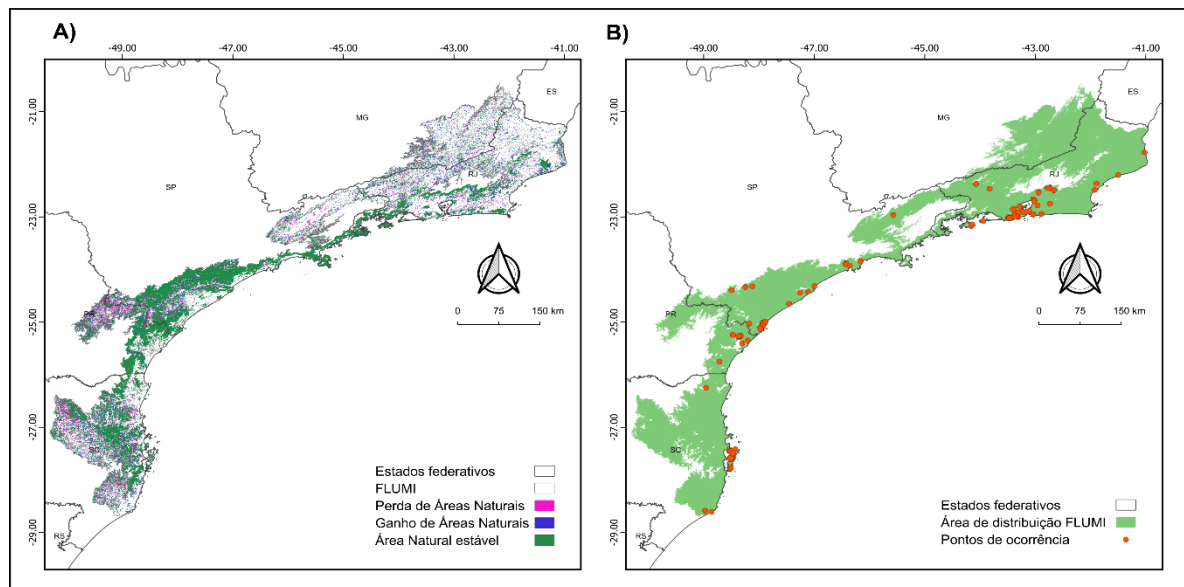 A)
-49.00 -47.00 -45.00 -43.00 -41.00
-21.00
-23.00
-25.00
-27.00
-29.00
ES
MG
RJ
SP
PR
SC
RS
0 75 150 km
Estados federativos
FLUMI
Perda de Áreas Naturais
Ganho de Áreas Naturais
Área Natural estável
B)
-49.00 -47.00 -45.00 -43.00 -41.00
-21.00
-23.00
-25.00
-27.00
-29.00
ES
MG
RJ
SP
PR
SC
RS
0 75 150 km
Estados federativos
Área de distribuição FLUMI
Pontos de ocorrência